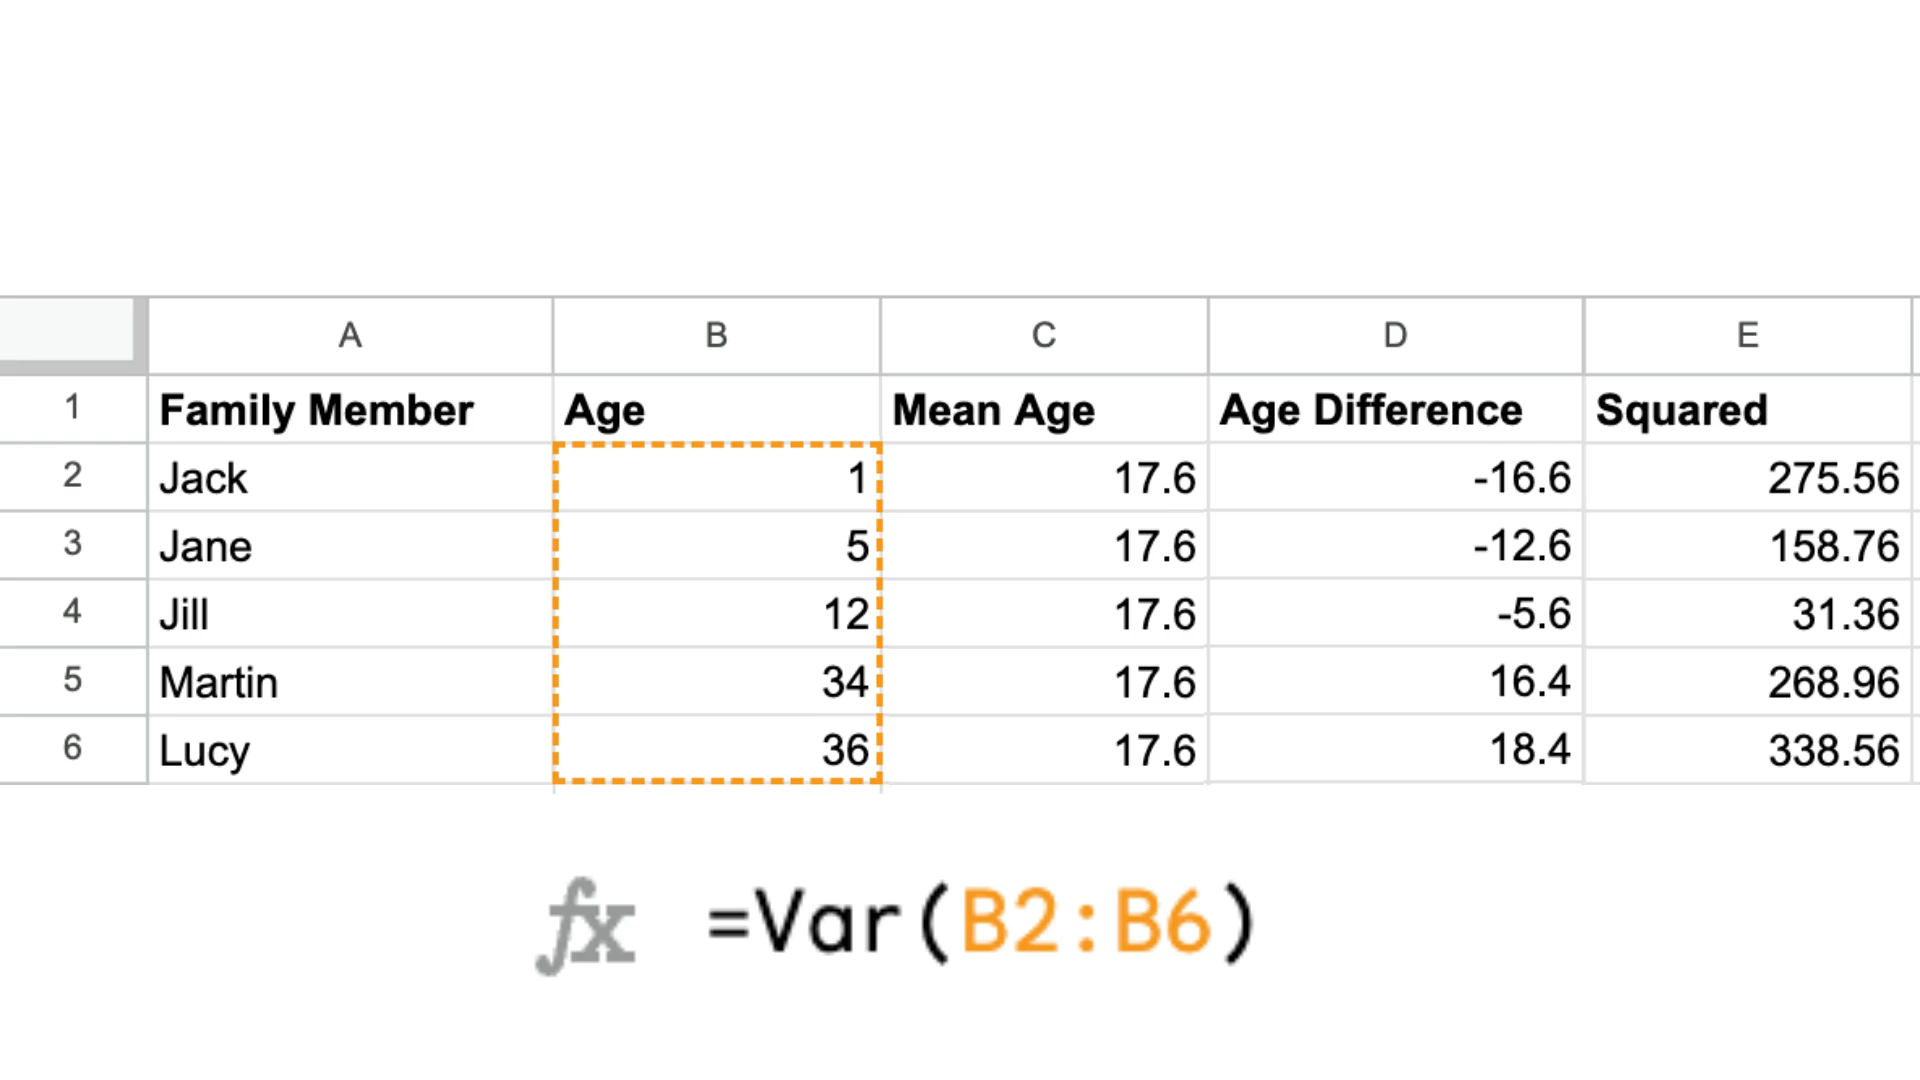 A B C D E
1 Family Member Age Mean Age Age Difference Squared
2 Jack 1 17.6 -16.6 275.56
3 Jane 5 17.6 -12.6 158.76
4 Jill 12 17.6 -5.6 31.36
5 Martin 34 17.6 16.4 268.96
6 Lucy 36 17.6 18.4 338.56
fx =Var(B2:B6)